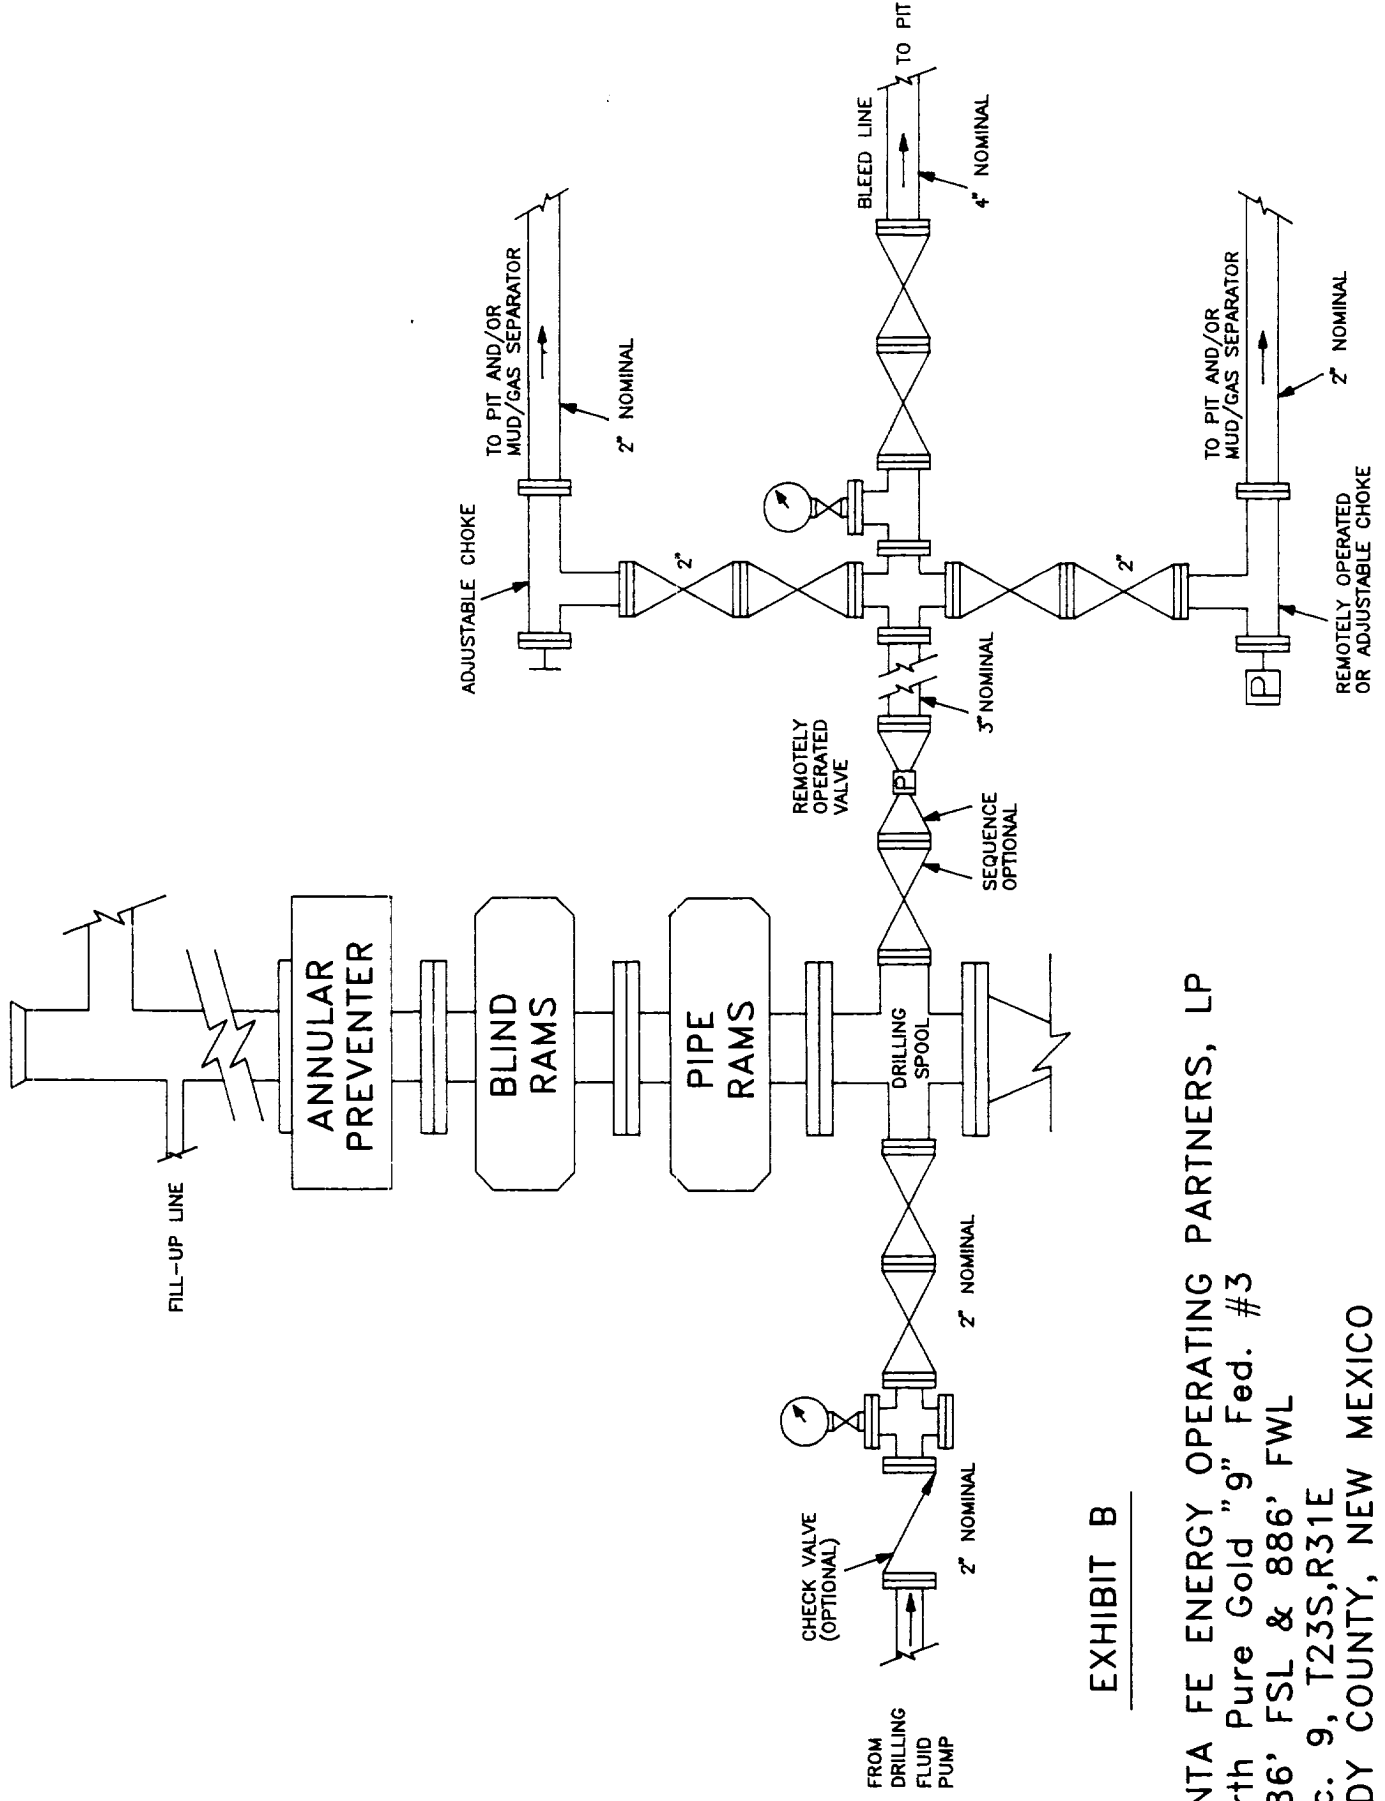 FILL-UP LINE
ANNULAR
PREVENTER
BLIND
RAMS
PIPE
RAMS
DRILLING
SPOOL
ADJUSTABLE CHOKE
TO PIT AND/OR
MUD/GAS SEPARATOR
2" NOMINAL
2"
BLEED LINE
TO PIT
4" NOMINAL
REMOTELY
OPERATED
VALVE
P
SEQUENCE
OPTIONAL
3" NOMINAL
2"
TO PIT AND/OR
MUD/GAS SEPARATOR
2" NOMINAL
P
REMOTELY OPERATED
OR ADJUSTABLE CHOKE
2" NOMINAL
CHECK VALVE
(OPTIONAL)
2" NOMINAL
FROM
DRILLING
FLUID
PUMP
EXHIBIT B
NTA FE ENERGY OPERATING PARTNERS, LP
rth Pure Gold "9" Fed. #3
36' FSL & 886' FWL
c. 9, T23S,R31E
DY COUNTY, NEW MEXICO